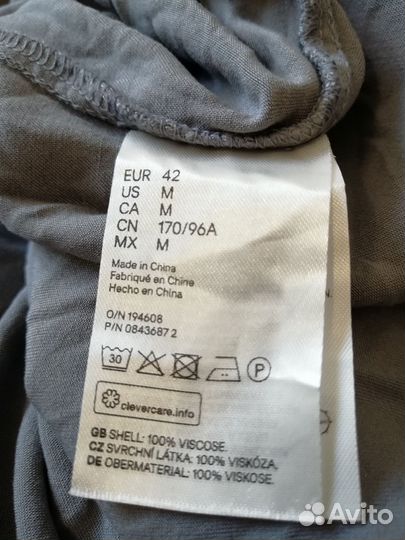 EUR 42
US M
CA M
CN 170/96A
MX M
Made in China
Fabriqué en Chine
Hecho en China
O/N 194608
P/N 0843687 2
30
P
clevercare.info
GB SHELL: 100% VISCOSE.
CZ SVRCHNÍ LÁTKA: 100% VISKÓZA.
DE OBERMATERIAL: 100% VISKOSE.
N.
Avito